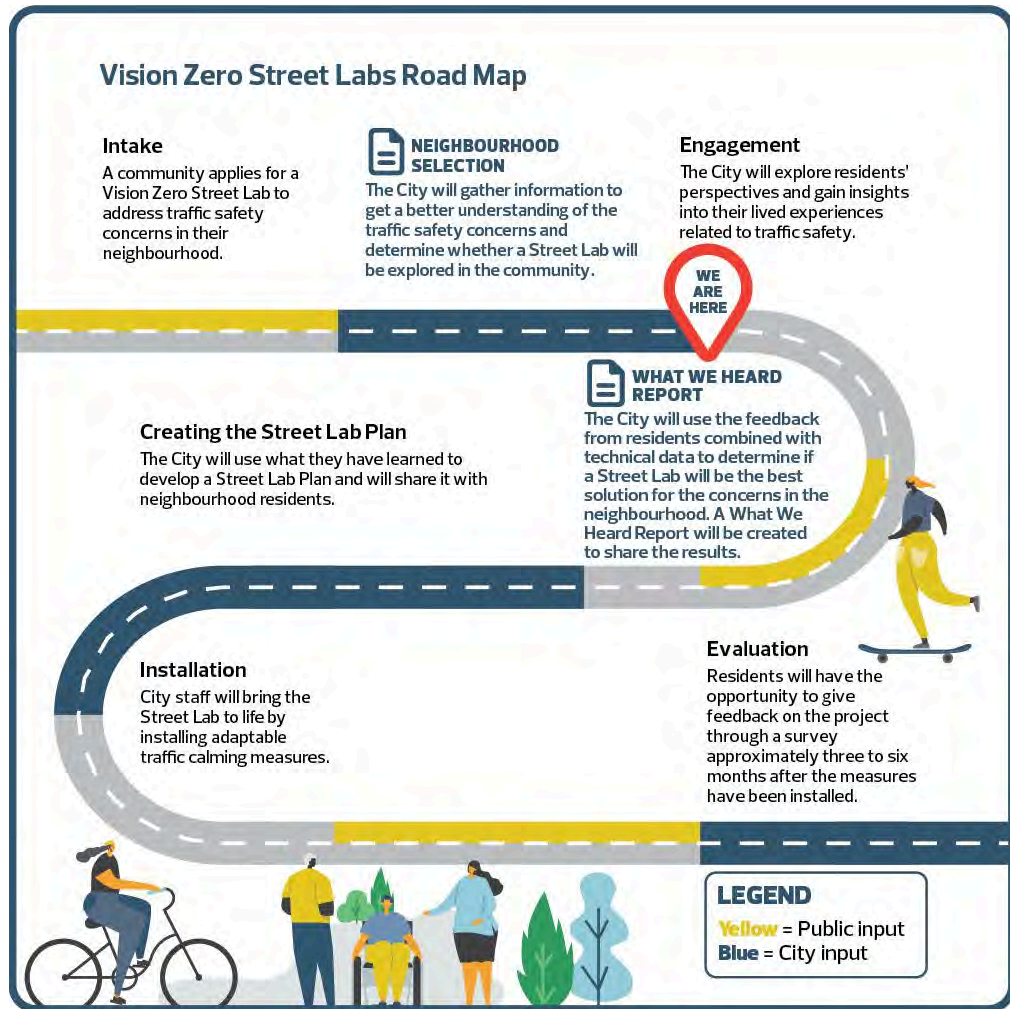 Vision Zero Street Labs Road Map
Intake
A community applies for a
Vision Zero Street Lab to
address traffic safety
concerns in their
neighbourhood.
NEIGHBOURHOOD
SELECTION
The City will gather information to
get a better understanding of the
traffic safety concerns and
determine whether a Street Lab will
be explored in the community.
Engagement
The City will explore residents'
perspectives and gain insights
into their lived experiences
related to traffic safety.
WE
ARE
HERE
WHAT WE HEARD
REPORT
The City will use the feedback
from residents combined with
technical data to determine if
a Street Lab will be the best
solution for the concerns in the
neighbourhood. A What We
Heard Report will be created
to share the results.
Creating the Street Lab Plan
The City will use what they have learned to
develop a Street Lab Plan and will share it with
neighbourhood residents.
Installation
City staff will bring the
Street Lab to life by
installing adaptable
traffic calming measures.
Evaluation
Residents will have the
opportunity to give
feedback on the project
through a survey
approximately three to six
months after the measures
have been installed.
LEGEND
Yellow = Public input
Blue = City input